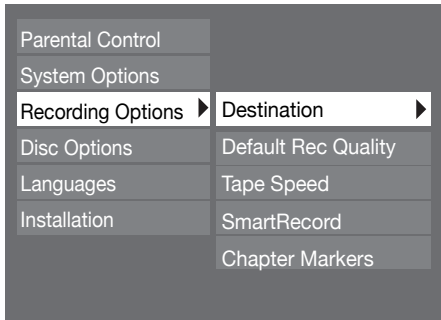 Parental Control
System Options
Recording Options
Disc Options
Languages
Installation
Destination
Default Rec Quality
Tape Speed
SmartRecord
Chapter Markers